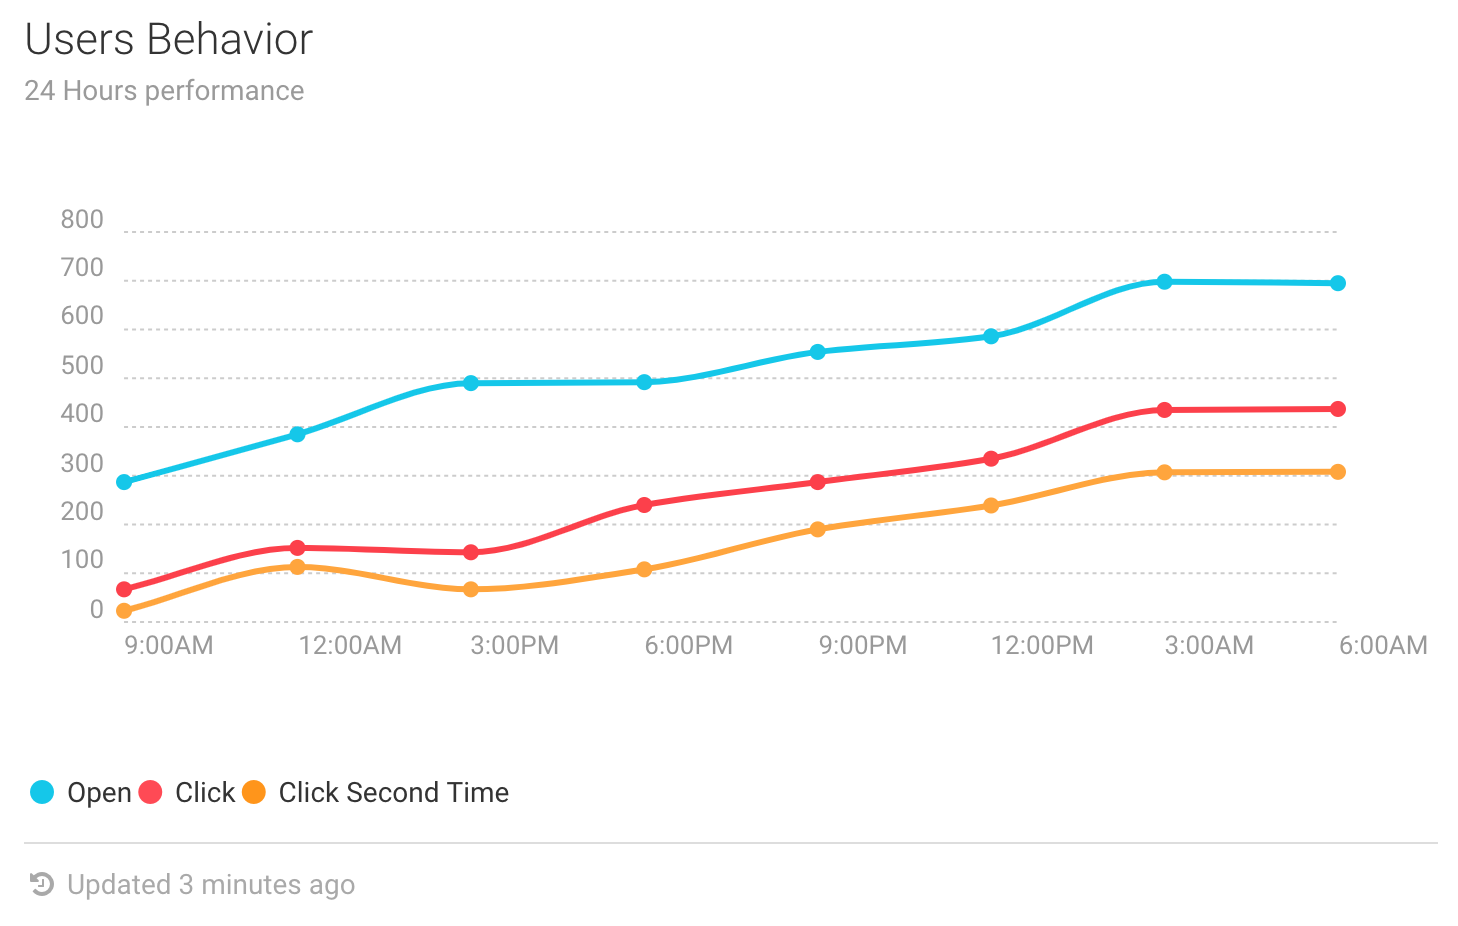 Users Behavior
24 Hours performance
800
700
600
500
400
300
200
100
0
9:00AM 12:00AM 3:00PM 6:00PM 9:00PM 12:00PM 3:00AM 6:00AM
Open Click Click Second Time
Updated 3 minutes ago